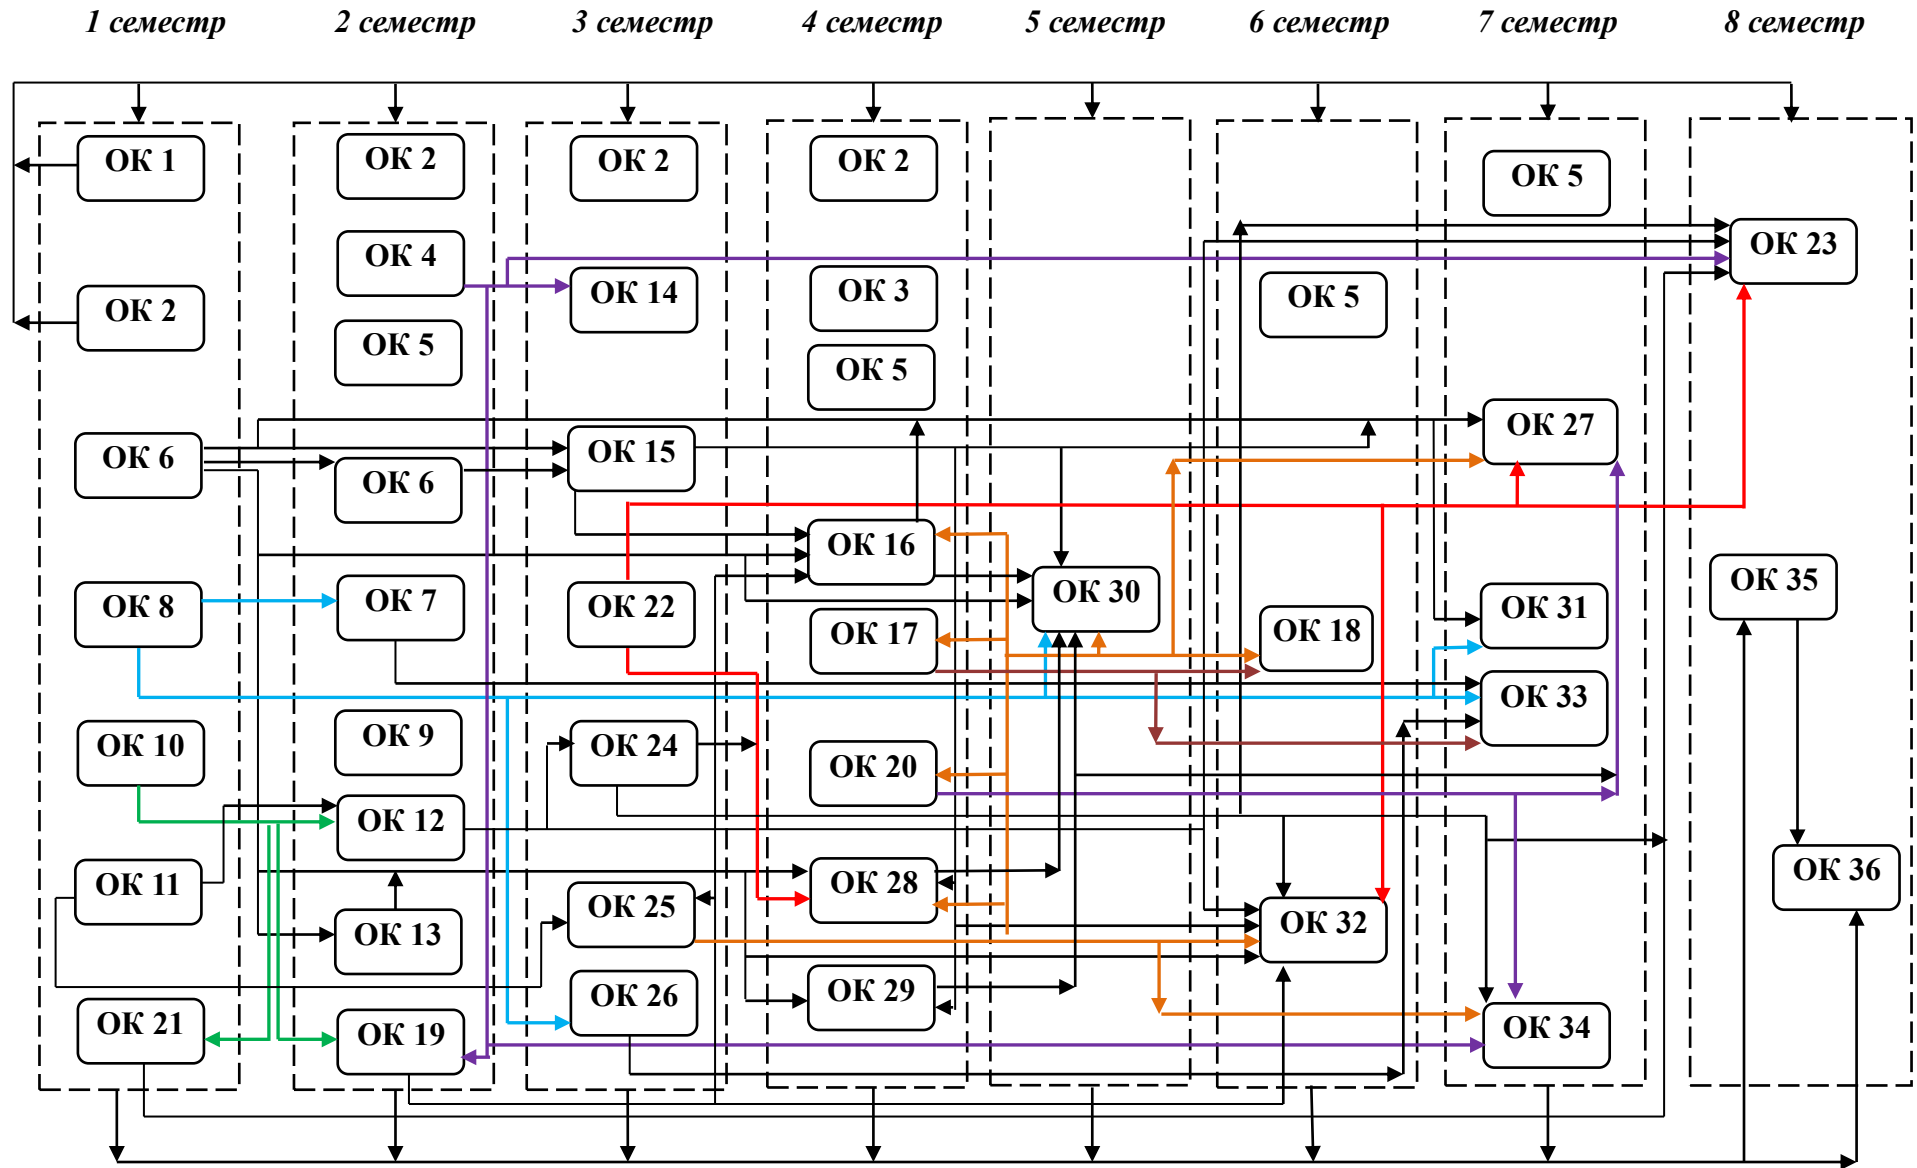 1 семестр 2 семестр 3 семестр 4 семестр 5 семестр 6 семестр 7 семестр 8 семестр
ОК 1
ОК 2
ОК 6
ОК 8
ОК 10
ОК 11
ОК 21
ОК 2
ОК 4
ОК 5
ОК 6
ОК 7
ОК 9
ОК 12
ОК 13
ОК 19
ОК 2
ОК 14
ОК 15
ОК 22
ОК 24
ОК 25
ОК 26
ОК 2
ОК 3
ОК 5
ОК 16
ОК 17
ОК 20
ОК 28
ОК 29
ОК 30
ОК 5
ОК 18
ОК 32
ОК 5
ОК 27
ОК 31
ОК 33
ОК 34
ОК 23
ОК 35
ОК 36